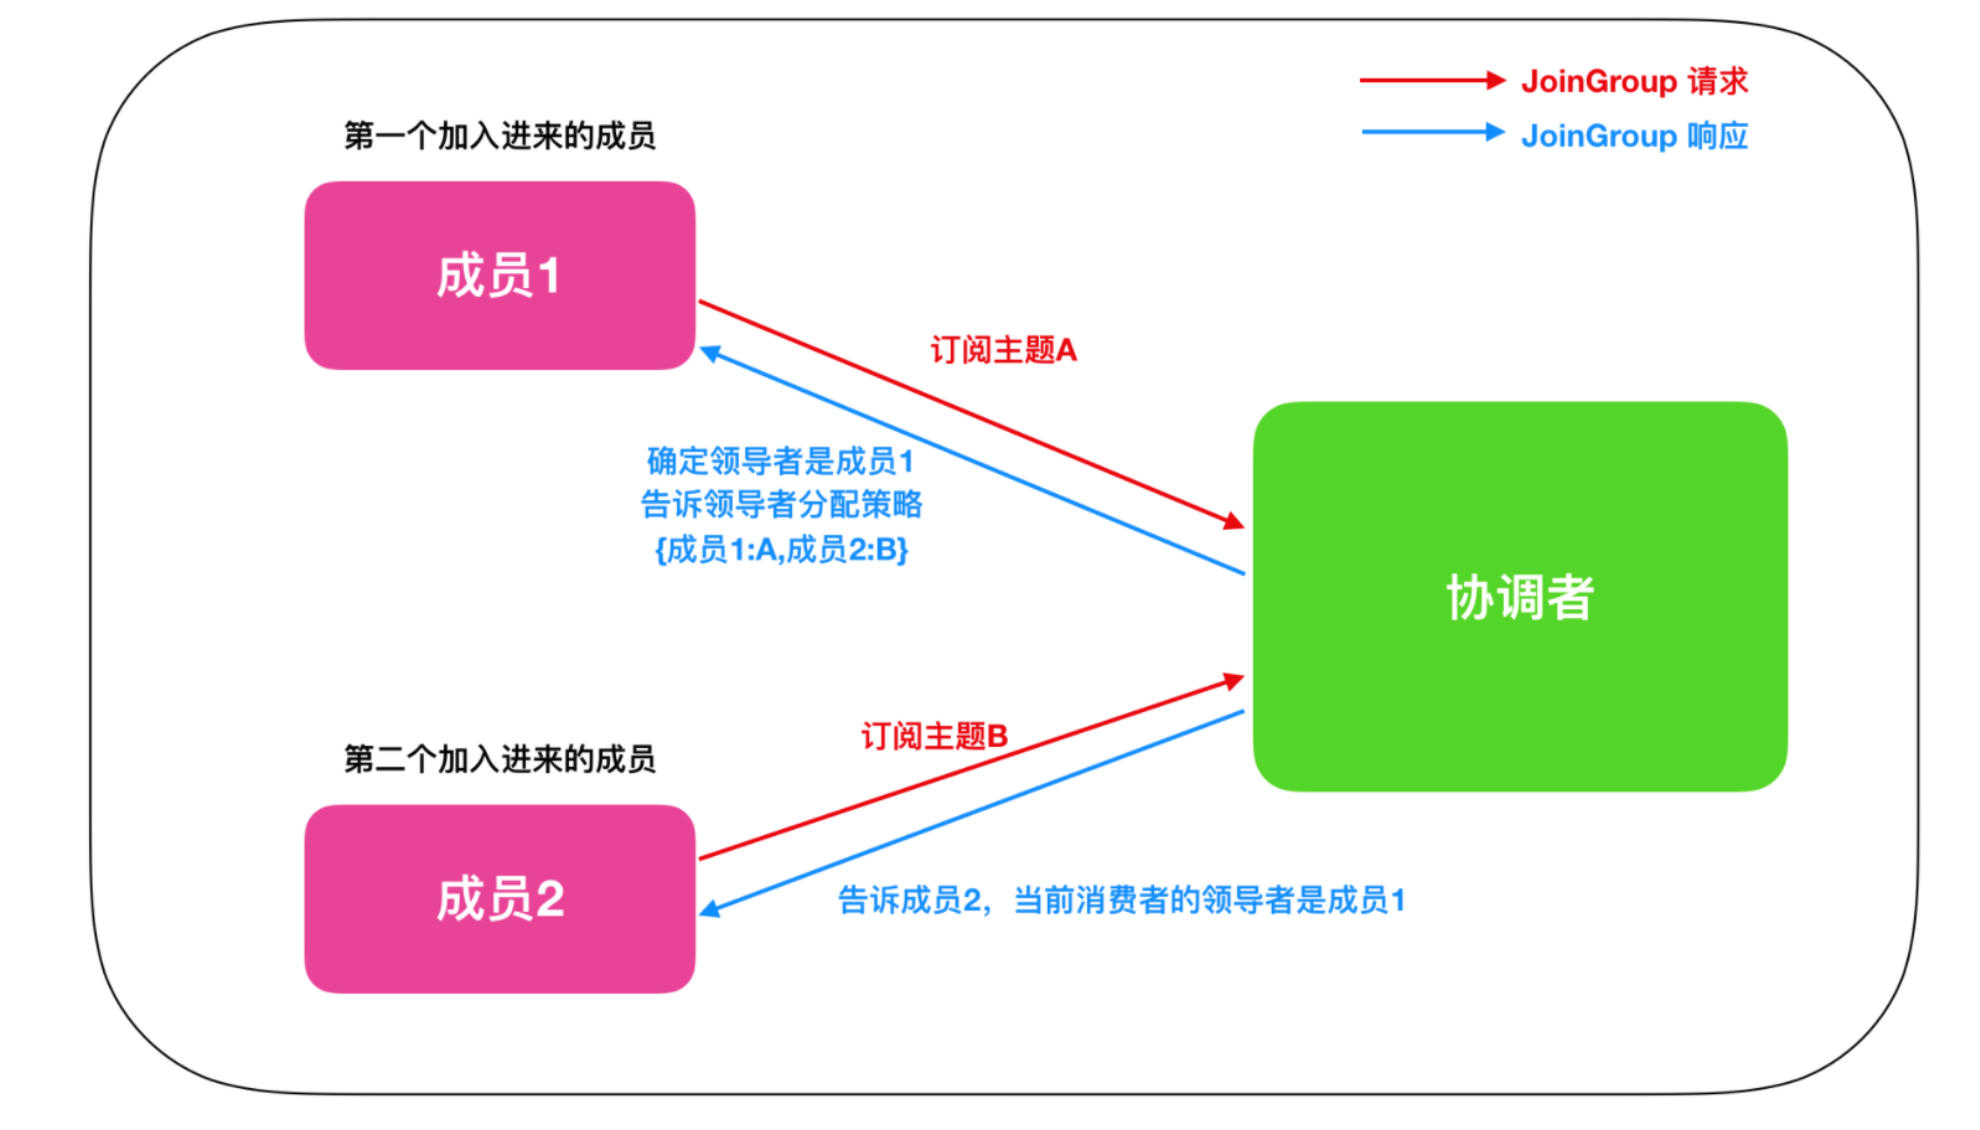 JoinGroup 请求
JoinGroup 响应
第一个加入进来的成员
成员1
订阅主题A
确定领导者是成员1
告诉领导者分配策略
{成员1:A,成员2:B}
协调者
订阅主题B
第二个加入进来的成员
成员2
告诉成员2，当前消费者的领导者是成员1